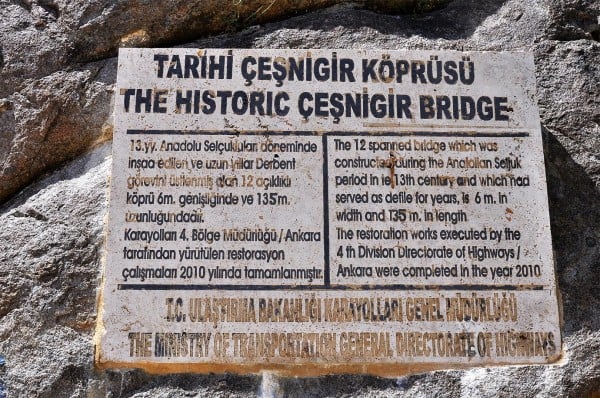 TARİHİ ÇEŞNİGİR KÖPRÜSÜ
THE HISTORIC ÇEŞNİGİR BRIDGE
13.yy. Anadolu Selçukluları döneminde
inşaa edilen ve uzun yıllar Derbent
görevini üstlenmiş olan 12 açıklıklı
köprü 6m. genişliğinde ve 135m.
uzunluğundadır.
Karayolları 4. Bölge Müdürlüğü / Ankara
tarafından yürütülen restorasyon
çalışmaları 2010 yılında tamamlanmıştır.
The 12 spanned bridge which was
constructed during the Anatolian Seljuk
period in ie 13th century and which had
served as defile for years, is 6 m. in
width and 135 m. in length
The restoration works executed by the
4 th Division Directorate of Highways /
Ankara were completed in the year 2010
T.C. ULAŞTIRMA BAKANLIĞI KARAYOLLARI GENEL MÜDÜRLÜĞÜ
THE MINISTRY OF TRANSPORTATION GENERAL DIRECTORATE OF HIGHWAYS